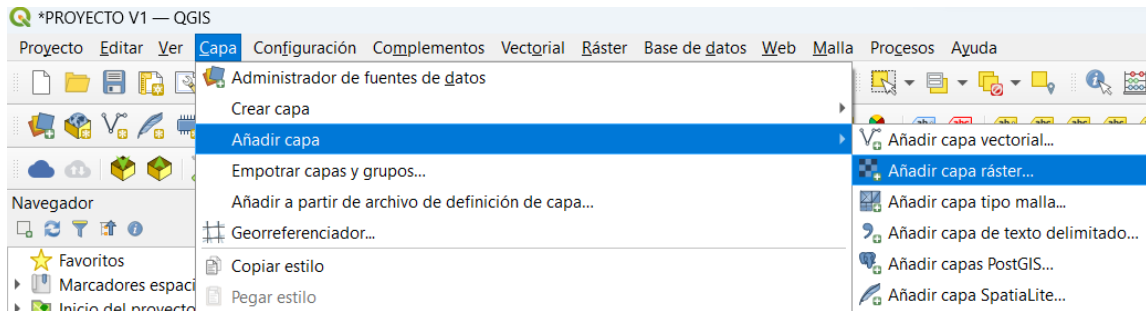 *PROYECTO V1 — QGIS
Proyecto Editar Ver Capa Configuración Complementos Vectorial Ráster Base de datos Web Malla Procesos Ayuda
Administrador de fuentes de datos
Crear capa
Añadir capa
Empotrar capas y grupos...
Añadir a partir de archivo de definición de capa...
Georreferenciador...
Copiar estilo
Pegar estilo
Añadir capa vectorial...
Añadir capa ráster...
Añadir capa tipo malla...
Añadir capa de texto delimitado...
Añadir capas PostGIS...
Añadir capa SpatiaLite...
Navegador
Favoritos
Marcadores espaci
Inicio del proyecto